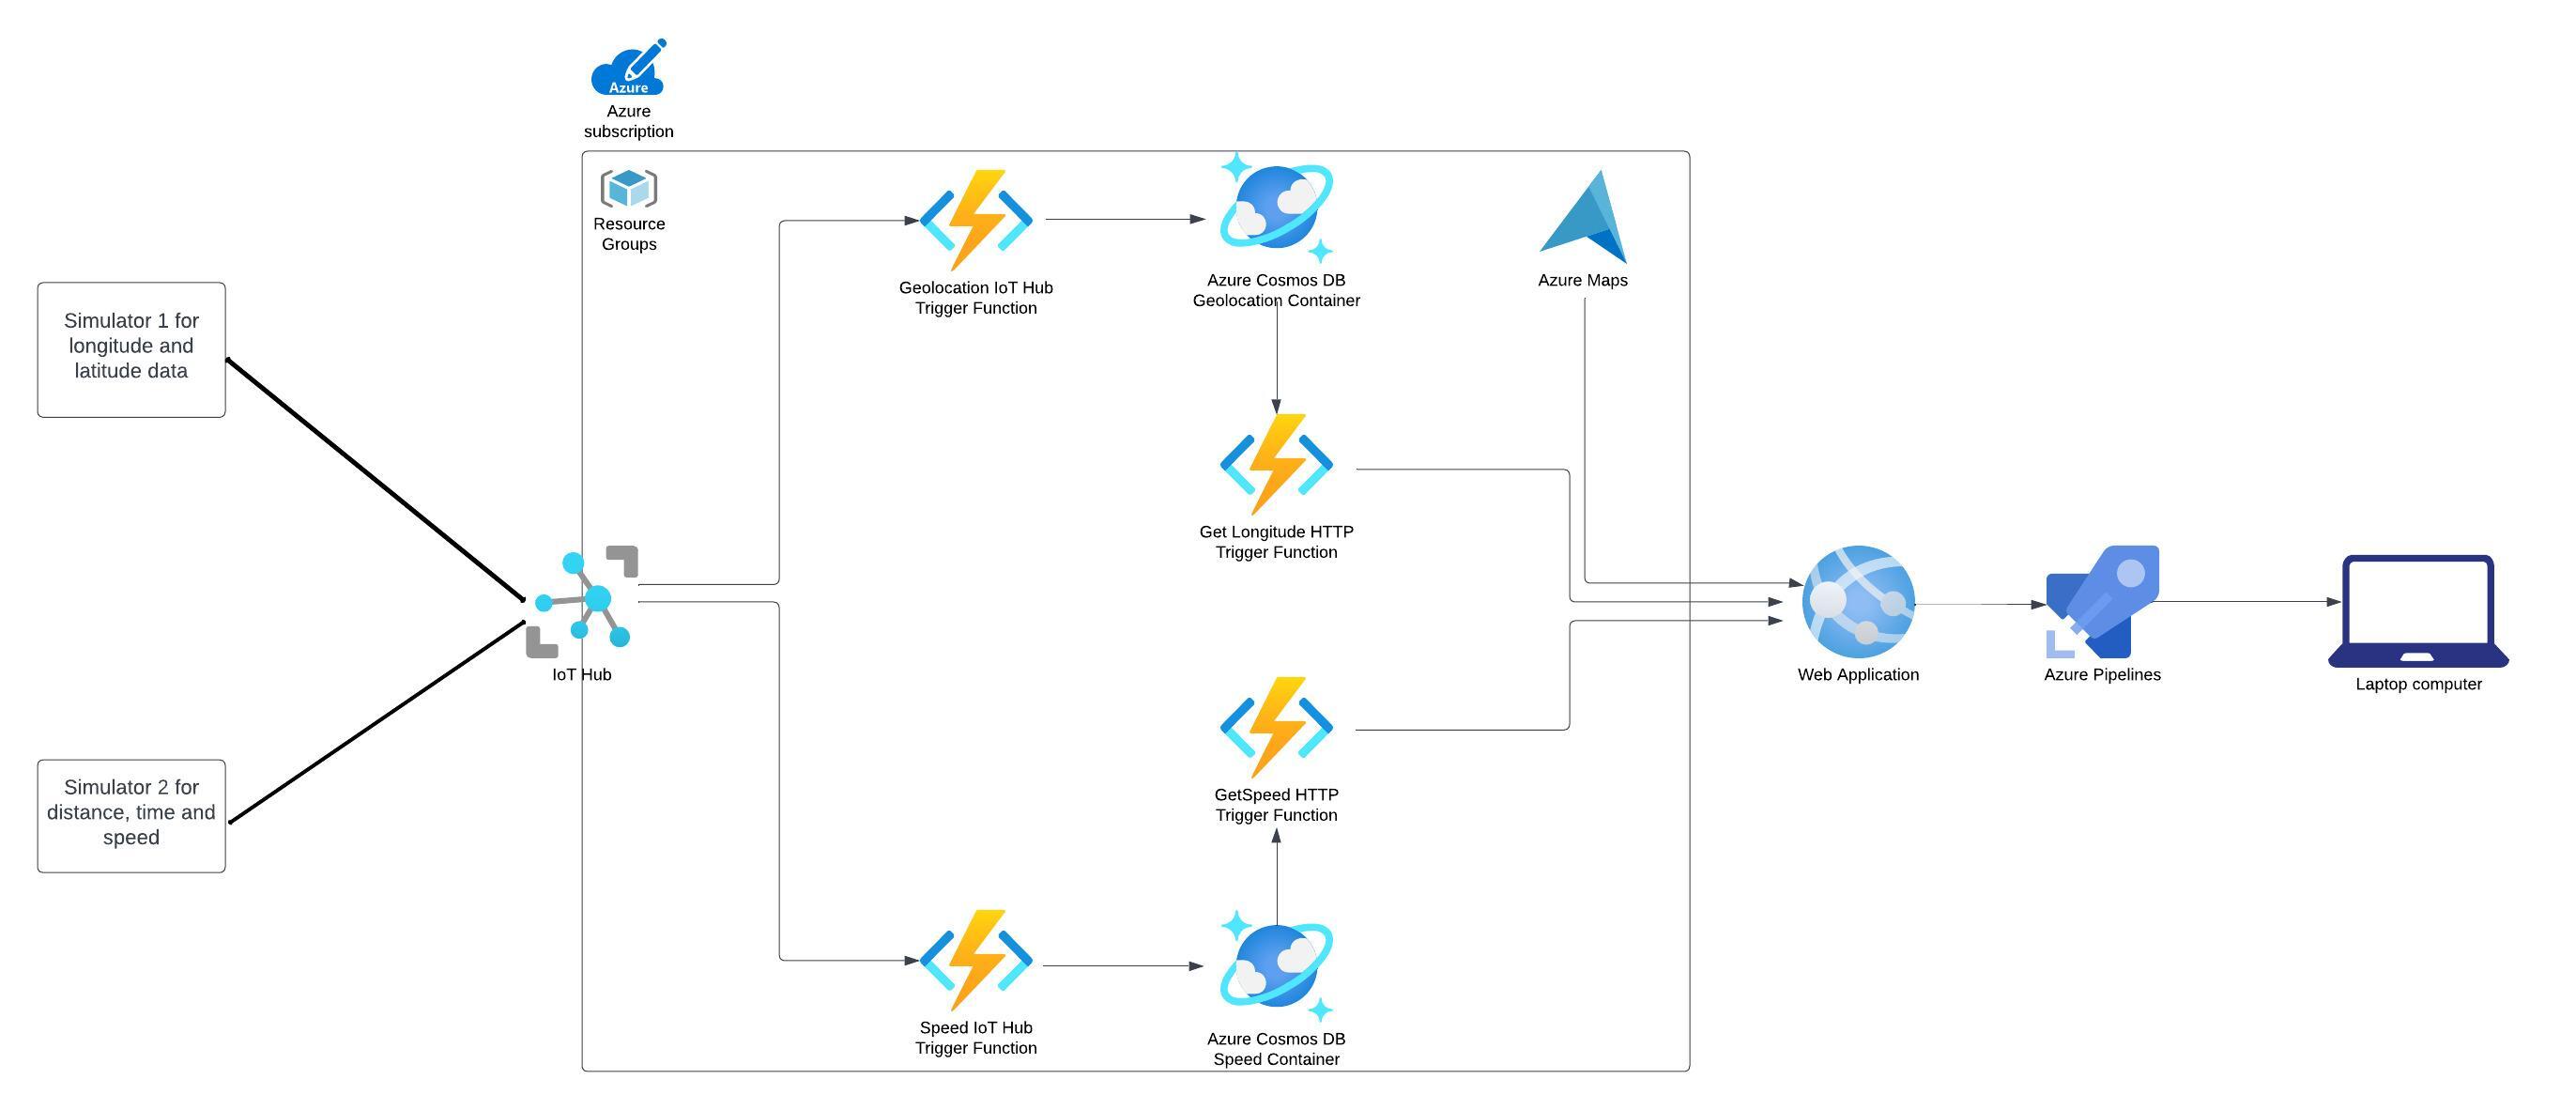 Azure
Azure
subscription
Resource
Groups
Geolocation IoT Hub
Trigger Function
Azure Cosmos DB
Geolocation Container
Azure Maps
Simulator 1 for
longitude and
latitude data
Get Longitude HTTP
Trigger Function
IoT Hub
Web Application
Azure Pipelines
Laptop computer
Simulator 2 for
distance, time and
speed
GetSpeed HTTP
Trigger Function
Speed IoT Hub
Trigger Function
Azure Cosmos DB
Speed Container